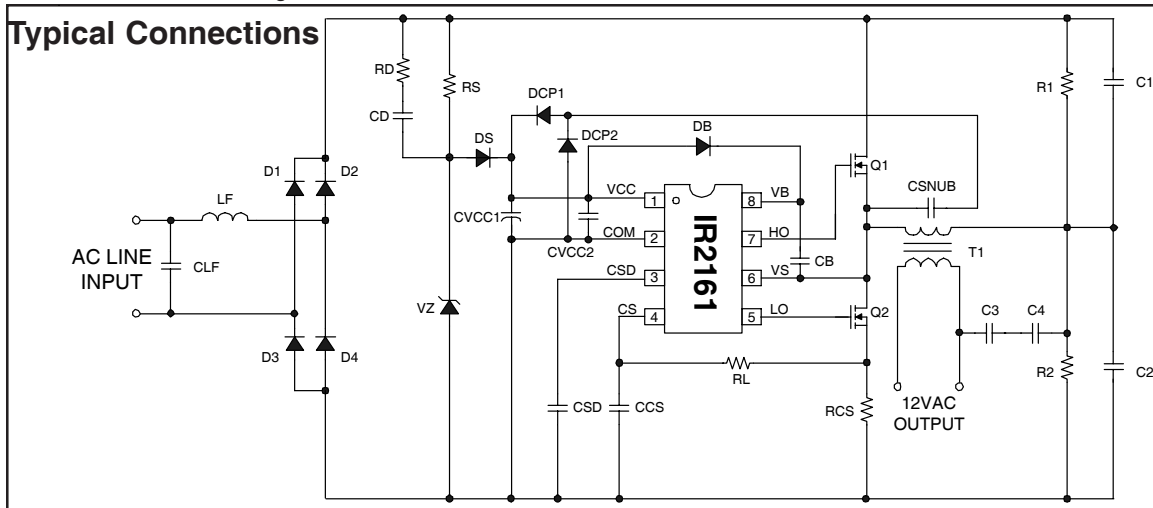 Typical Connections
RD
RS
CD
DCP1
DS
DCP2
DB
R1
C1
D1
D2
LF
AC LINE
INPUT
CLF
D3
D4
VZ
CVCC1
CVCC2
VCC
COM
CSD
CS
1
2
3
4
IR2161
8
7
6
5
VB
HO
VS
LO
CB
Q1
CSNUB
T1
Q2
C3
C4
R2
C2
RL
CSD
CCS
RCS
12VAC
OUTPUT